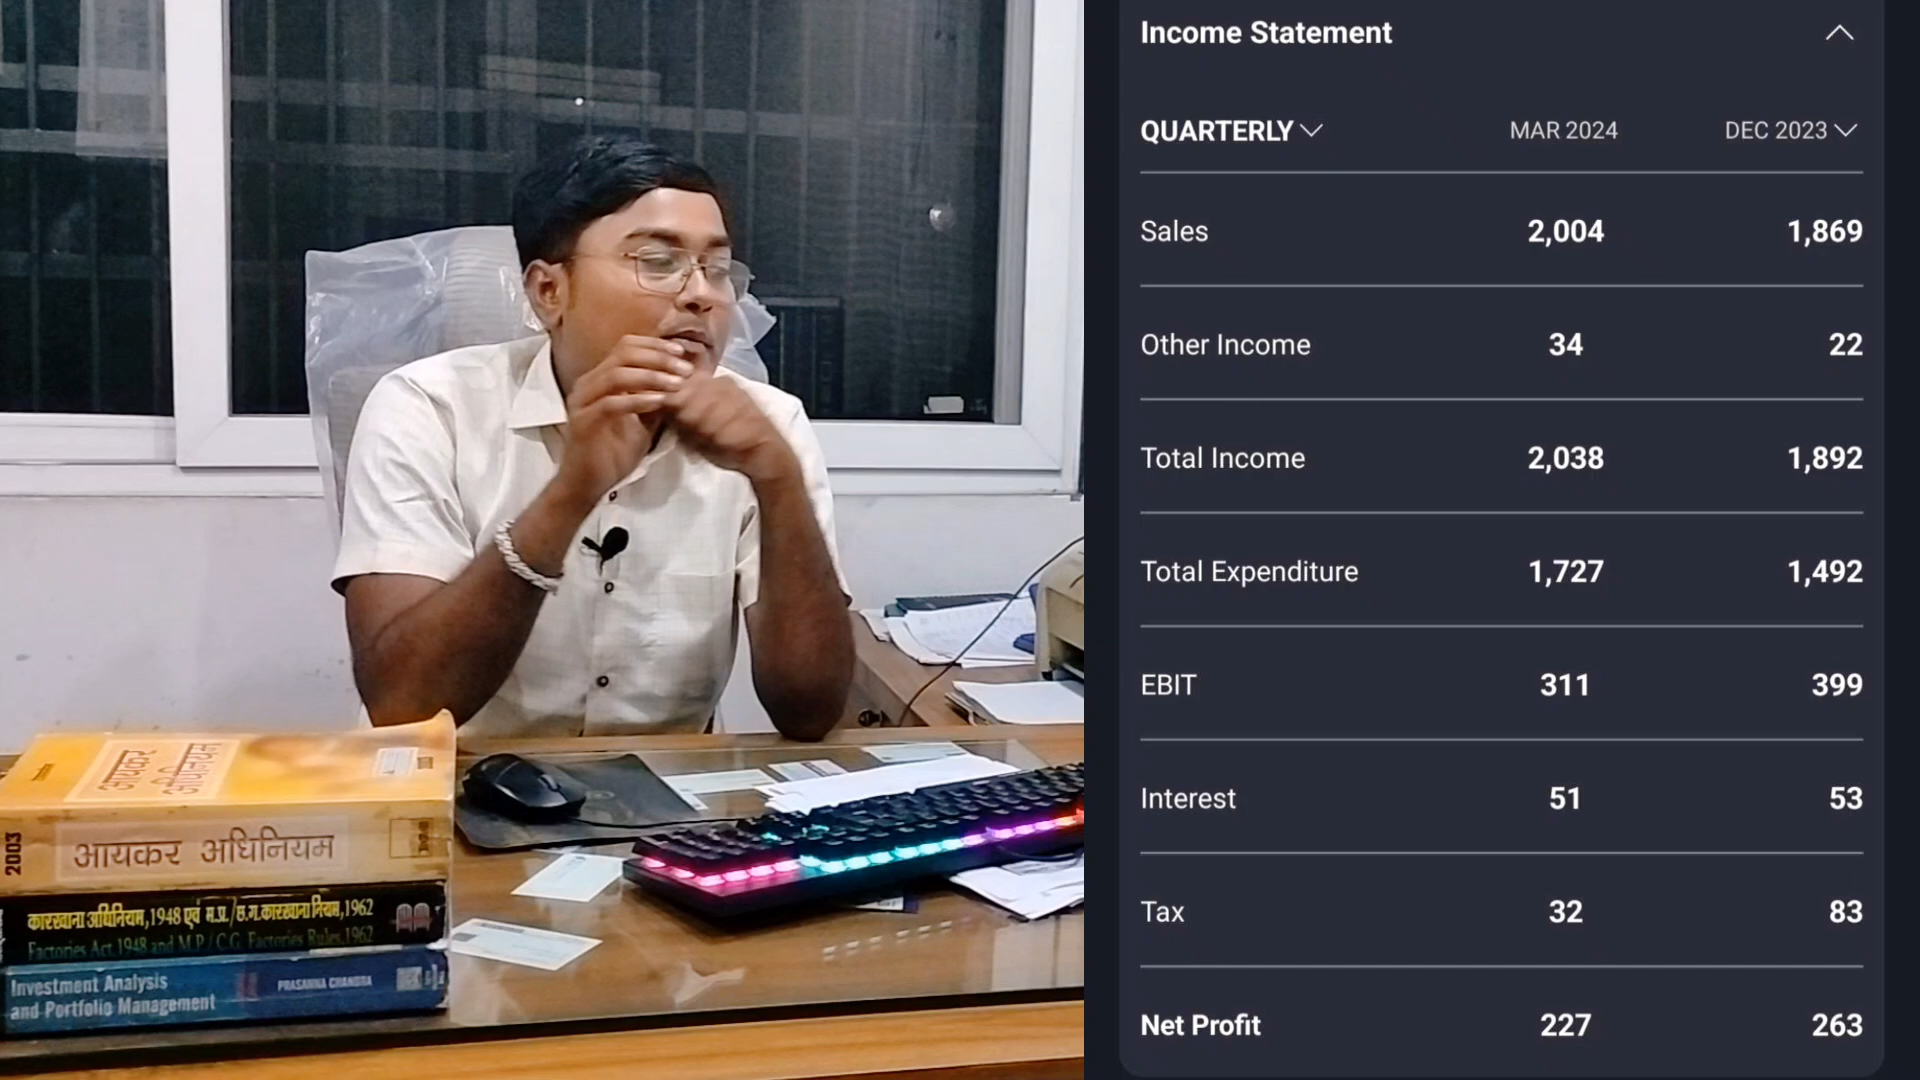 आयकर
अधिनियम
2003
आयकर अधिनियम
कारखाना अधिनियम, 1948 एवं म.प्र./छ.ग. कारखाना नियम, 1962
Factories Act, 1948 and M.P./C.G. Factories Rules, 1962
Investment Analysis
and Portfolio Management
PRASANNA CHANDRA
Income Statement
QUARTERLY MAR 2024 DEC 2023
Sales 2,004 1,869
Other Income 34 22
Total Income 2,038 1,892
Total Expenditure 1,727 1,492
EBIT 311 399
Interest 51 53
Tax 32 83
Net Profit 227 263